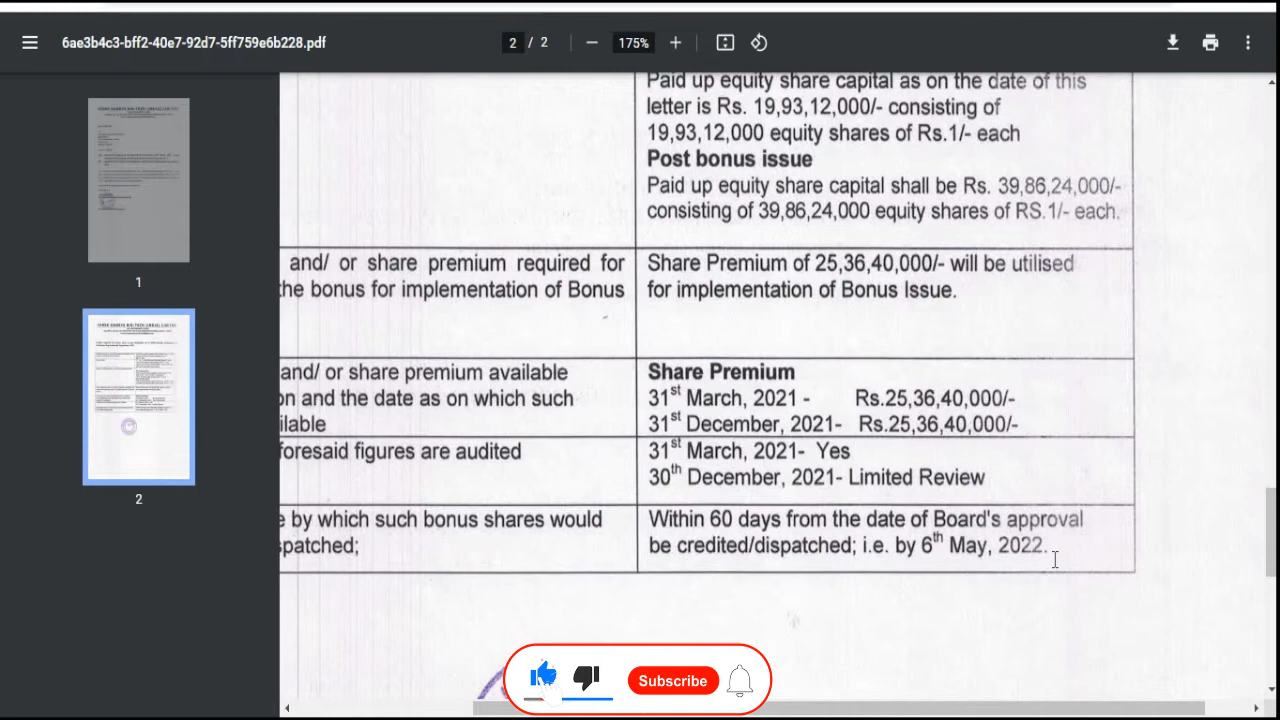 6ae3b4c3-bff2-40e7-92d7-5ff759e6b228.pdf
2 / 2
175%
Paid up equity share capital as on the date of this
letter is Rs. 19,93,12,000/- consisting of
19,93,12,000 equity shares of Rs.1/- each
Post bonus issue
Paid up equity share capital shall be Rs. 39,86,24,000/-
consisting of 39,86,24,000 equity shares of RS.1/- each.
and/ or share premium required for
the bonus for implementation of Bonus
Share Premium of 25,36,40,000/- will be utilised
for implementation of Bonus Issue.
and/ or share premium available
on and the date as on which such
ilable
Share Premium
31st March, 2021 - Rs.25,36,40,000/-
31st December, 2021- Rs.25,36,40,000/-
foresaid figures are audited
31st March, 2021- Yes
30th December, 2021- Limited Review
e by which such bonus shares would
spatched;
Within 60 days from the date of Board's approval
be credited/dispatched; i.e. by 6th May, 2022.
1
2
Subscribe